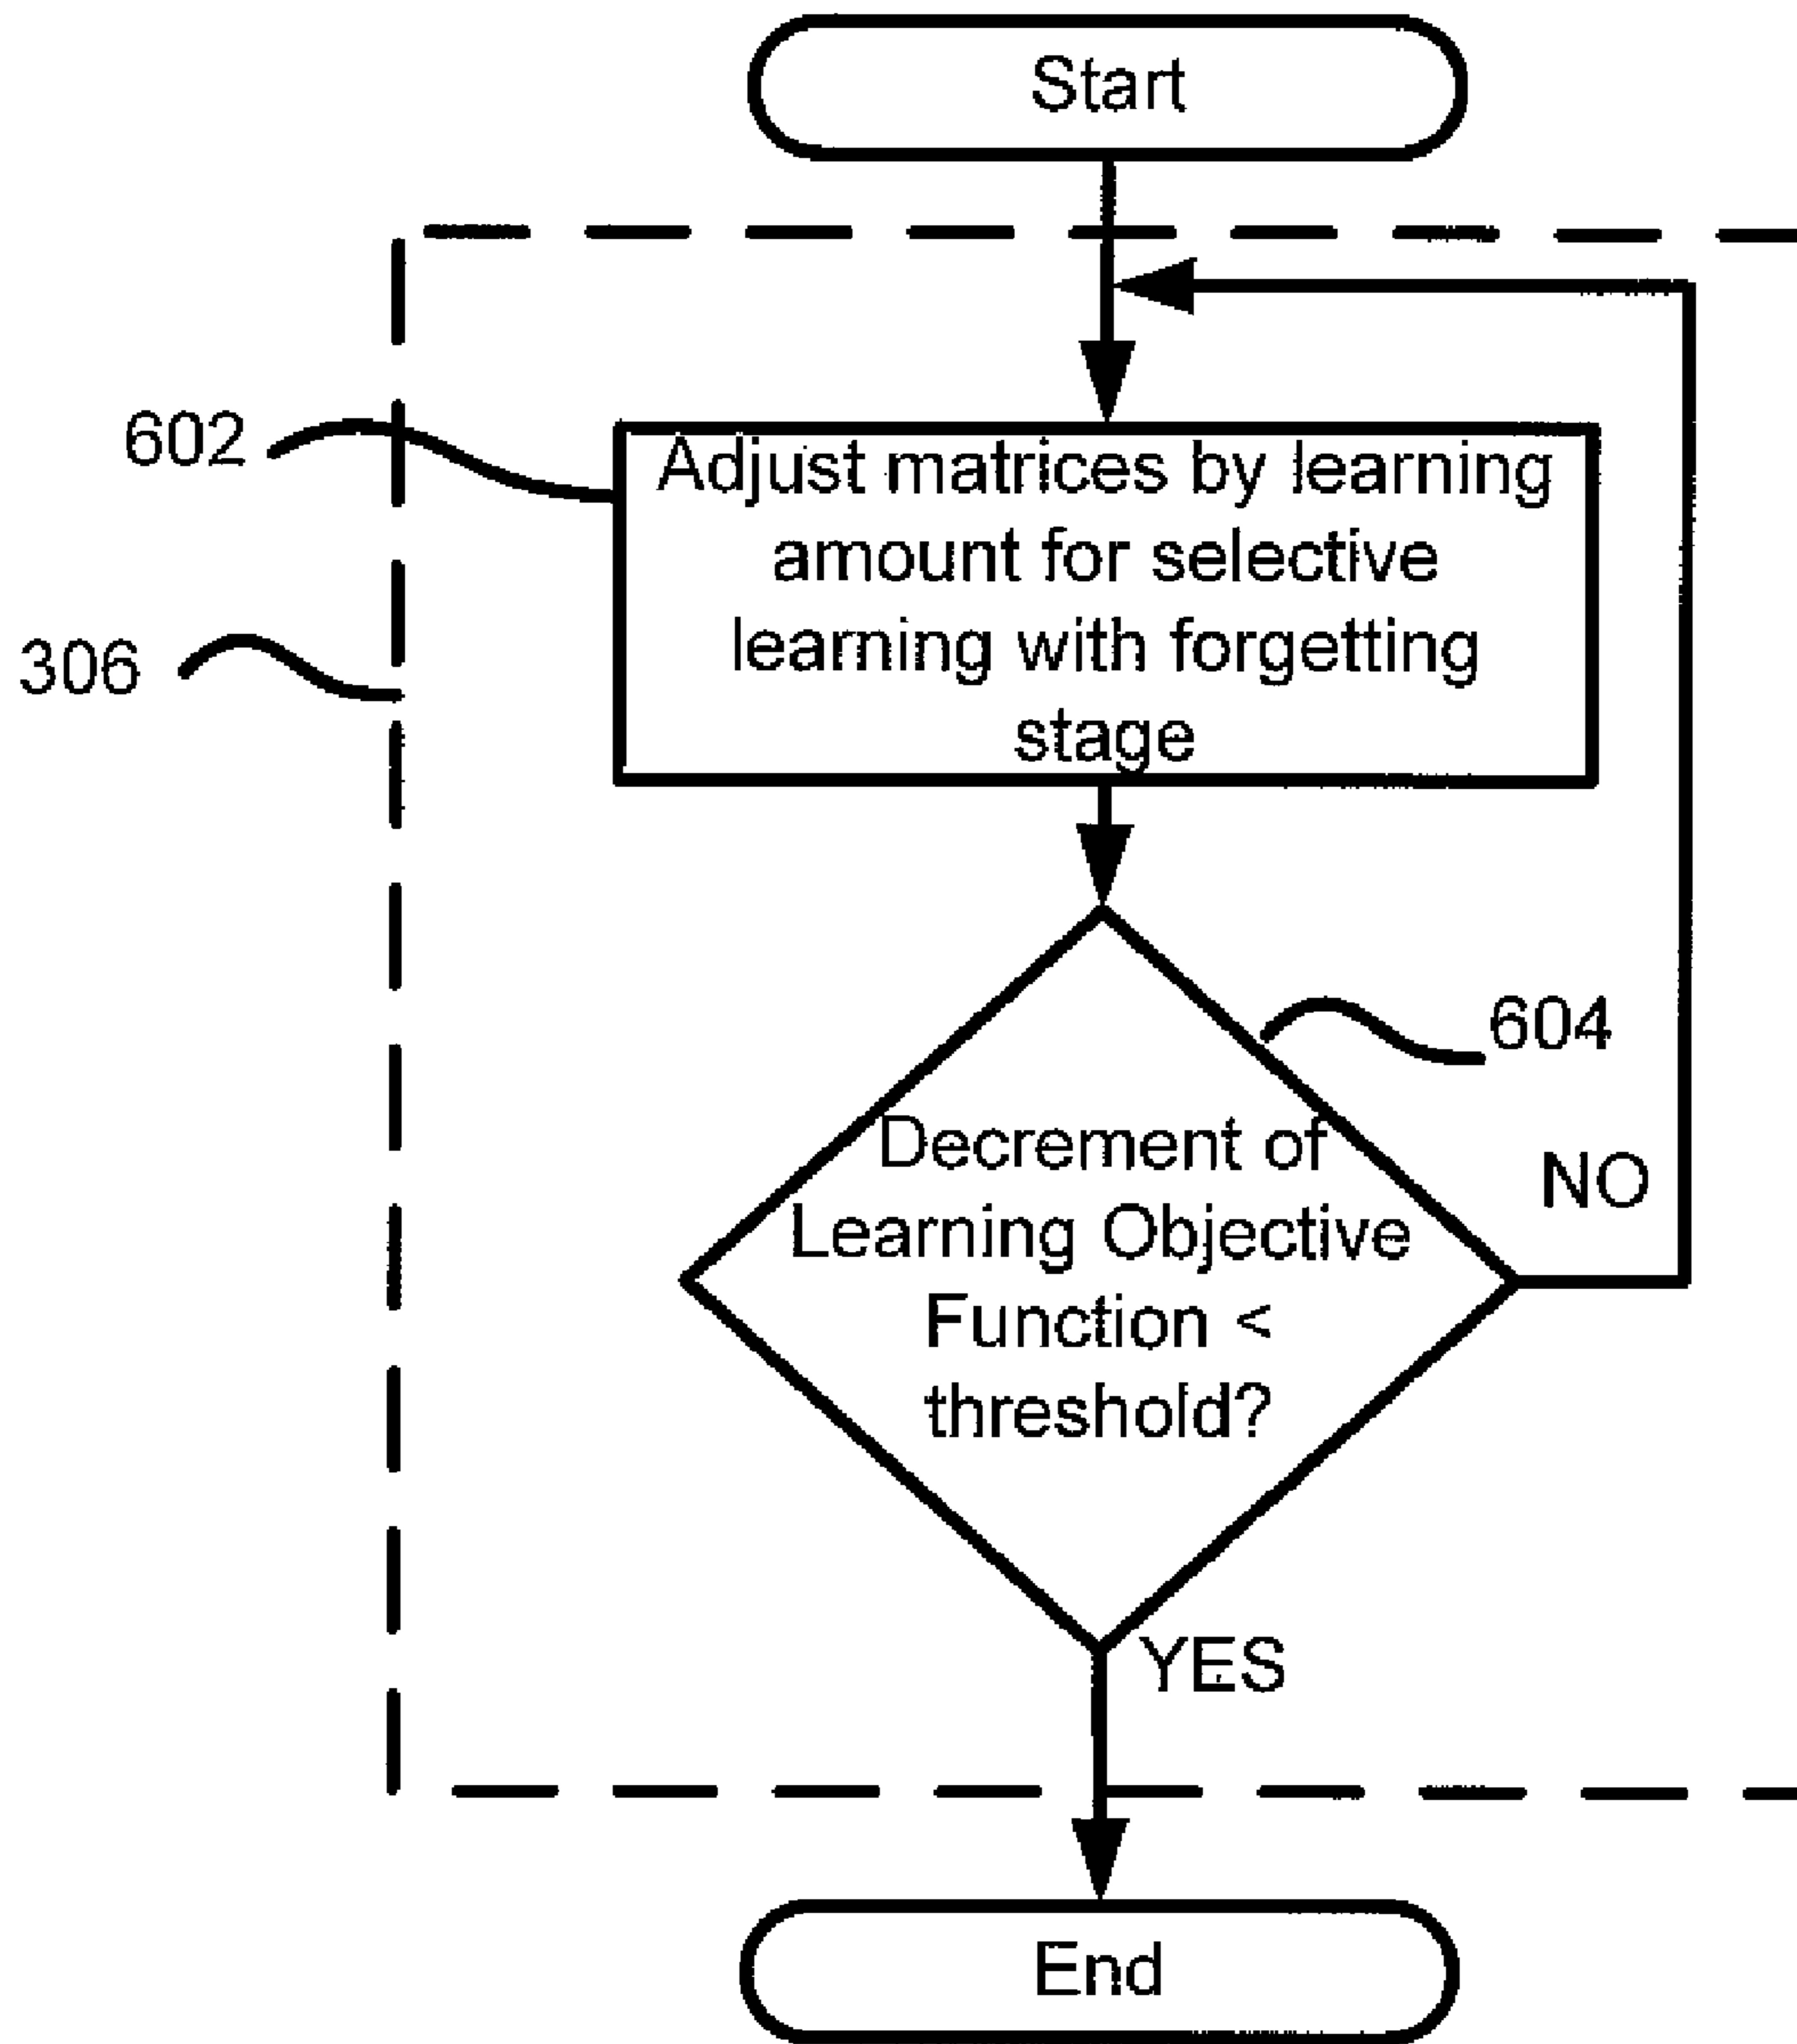 Start
602
Adjust matrices by learning
amount for selective
learning with forgetting
stage
306
604
Decrement of
Learning Objective
Function <
threshold?
NO
YES
End